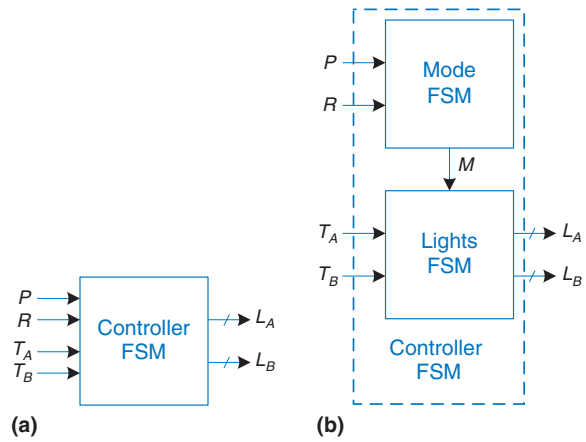 P
R
T_A
T_B
Controller
FSM
L_A
L_B
(a)
P
R
Mode
FSM
M
T_A
T_B
Lights
FSM
L_A
L_B
Controller
FSM
(b)